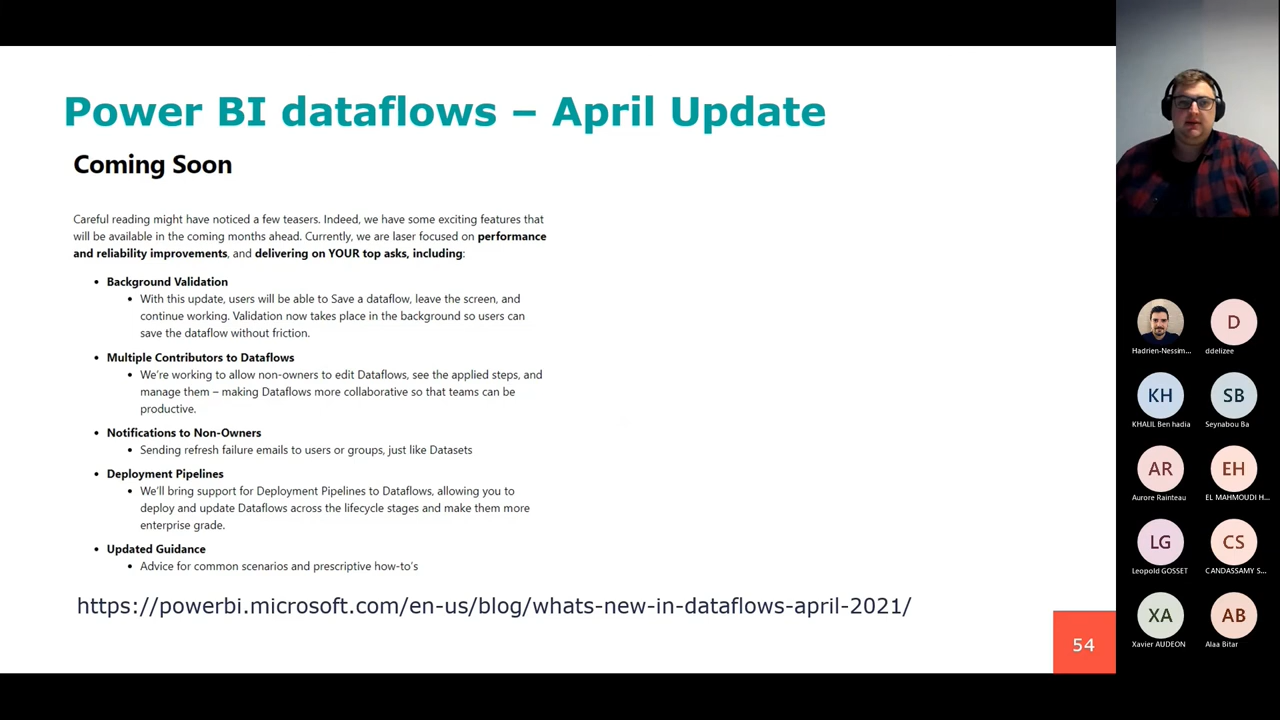 Power BI dataflows – April Update
Coming Soon
Careful reading might have noticed a few teasers. Indeed, we have some exciting features that
will be available in the coming months ahead. Currently, we are laser focused on performance
and reliability improvements, and delivering on YOUR top asks, including:
• Background Validation
• With this update, users will be able to Save a dataflow, leave the screen, and
continue working. Validation now takes place in the background so users can
save the dataflow without friction.
• Multiple Contributors to Dataflows
• We're working to allow non-owners to edit Dataflows, see the applied steps, and
manage them – making Dataflows more collaborative so that teams can be
productive.
• Notifications to Non-Owners
• Sending refresh failure emails to users or groups, just like Datasets
• Deployment Pipelines
• We'll bring support for Deployment Pipelines to Dataflows, allowing you to
deploy and update Dataflows across the lifecycle stages and make them more
enterprise grade.
• Updated Guidance
• Advice for common scenarios and prescriptive how-to's
https://powerbi.microsoft.com/en-us/blog/whats-new-in-dataflows-april-2021/
54
D
Hadrien-Nessim... ddelizee
KH SB
KHALIL Ben hadia Seynabou Ba
AR EH
Aurore Rainteau EL MAHMOUDI H...
LG CS
Leopold GOSSET CANDASSAMY S...
XA AB
Xavier AUDEON Alaa Bitar